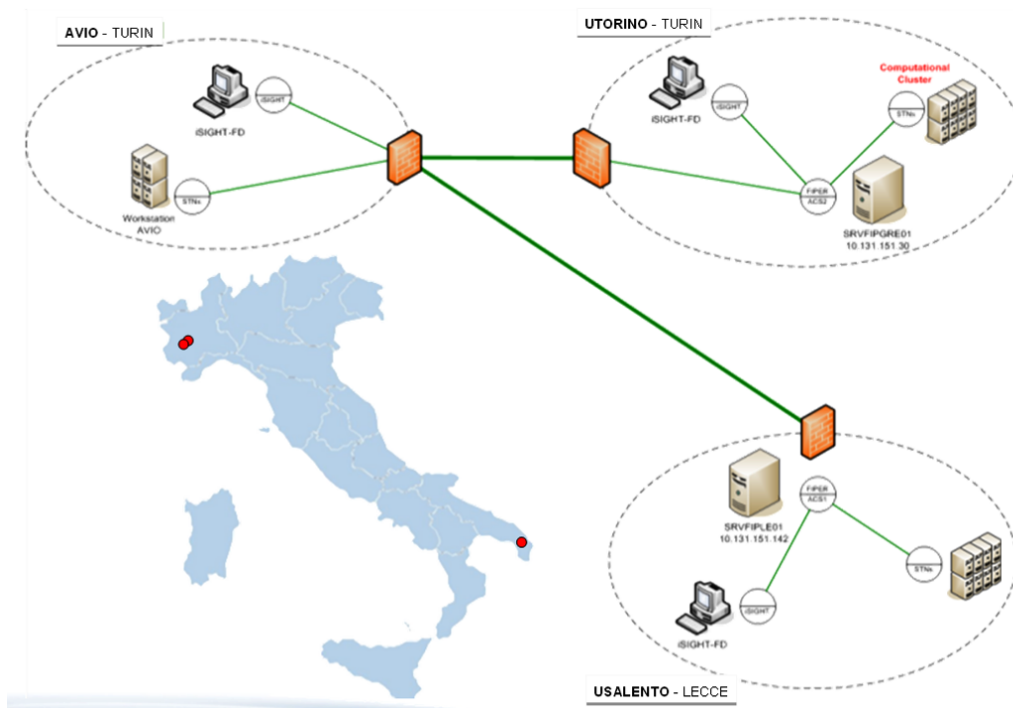 AVIO - TURIN
iSIGHT
iSIGHT-FD
STNs
Workstation
AVIO
UTORINO - TURIN
Computational
Cluster
iSIGHT
iSIGHT-FD
STNs
FIPER
ACS2
SRVFIPGRE01
10.131.151.30
FIPER
ACS1
SRVFIPLE01
10.131.151.142
STNs
iSIGHT
iSIGHT-FD
USALENTO - LECCE